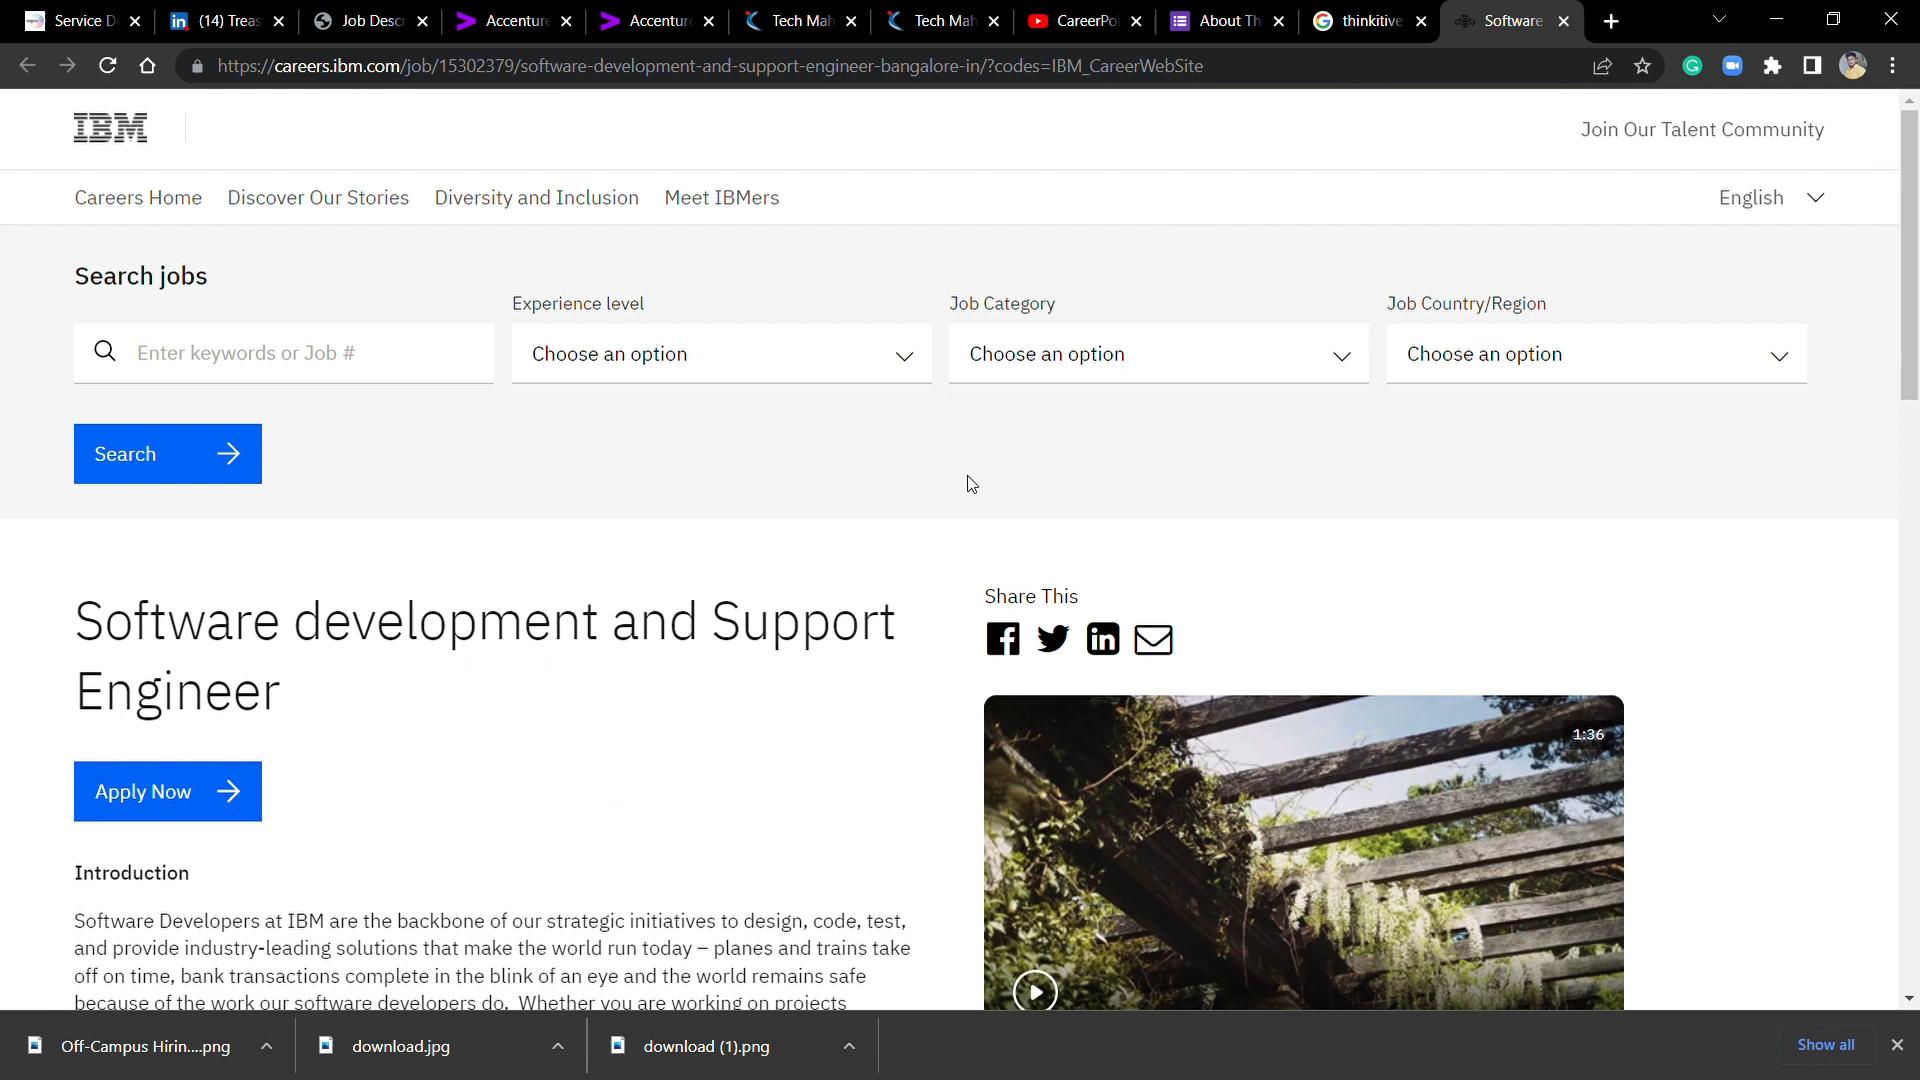 Service D
(14) Treas
Job Descr
Accenture
Accenture
Tech Mah
Tech Mah
CareerPo
About Th
thinkitive
Software
https://careers.ibm.com/job/15302379/software-development-and-support-engineer-bangalore-in/?codes=IBM_CareerWebSite
IBM
Join Our Talent Community
Careers Home Discover Our Stories Diversity and Inclusion Meet IBMers
English
Search jobs
Experience level
Job Category
Job Country/Region
Enter keywords or Job #
Choose an option
Choose an option
Choose an option
Search
Software development and Support
Engineer
Share This
1:36
Apply Now
Introduction
Software Developers at IBM are the backbone of our strategic initiatives to design, code, test,
and provide industry-leading solutions that make the world run today – planes and trains take
off on time, bank transactions complete in the blink of an eye and the world remains safe
because of the work our software developers do. Whether you are working on projects
Off-Campus Hirin....png
download.jpg
download (1).png
Show all